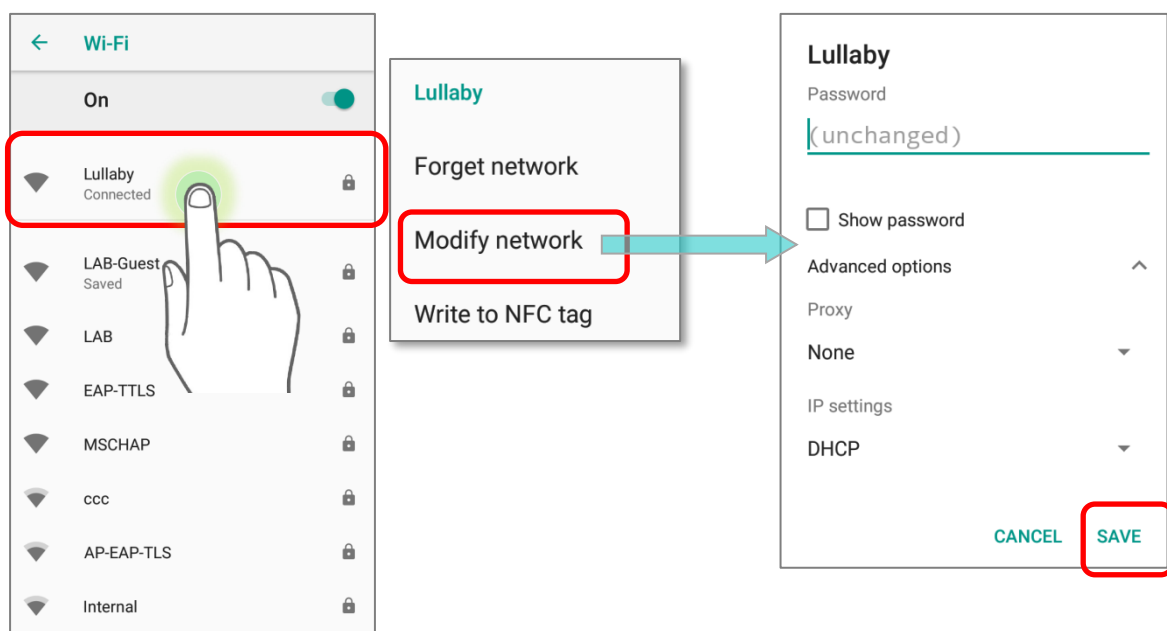 Wi-Fi
On
Lullaby
Connected
LAB-Guest
Saved
LAB
EAP-TTLS
MSCHAP
ccc
AP-EAP-TLS
Internal
Lullaby
Forget network
Modify network
Write to NFC tag
Lullaby
Password
(unchanged)
Show password
Advanced options
Proxy
None
IP settings
DHCP
CANCEL SAVE